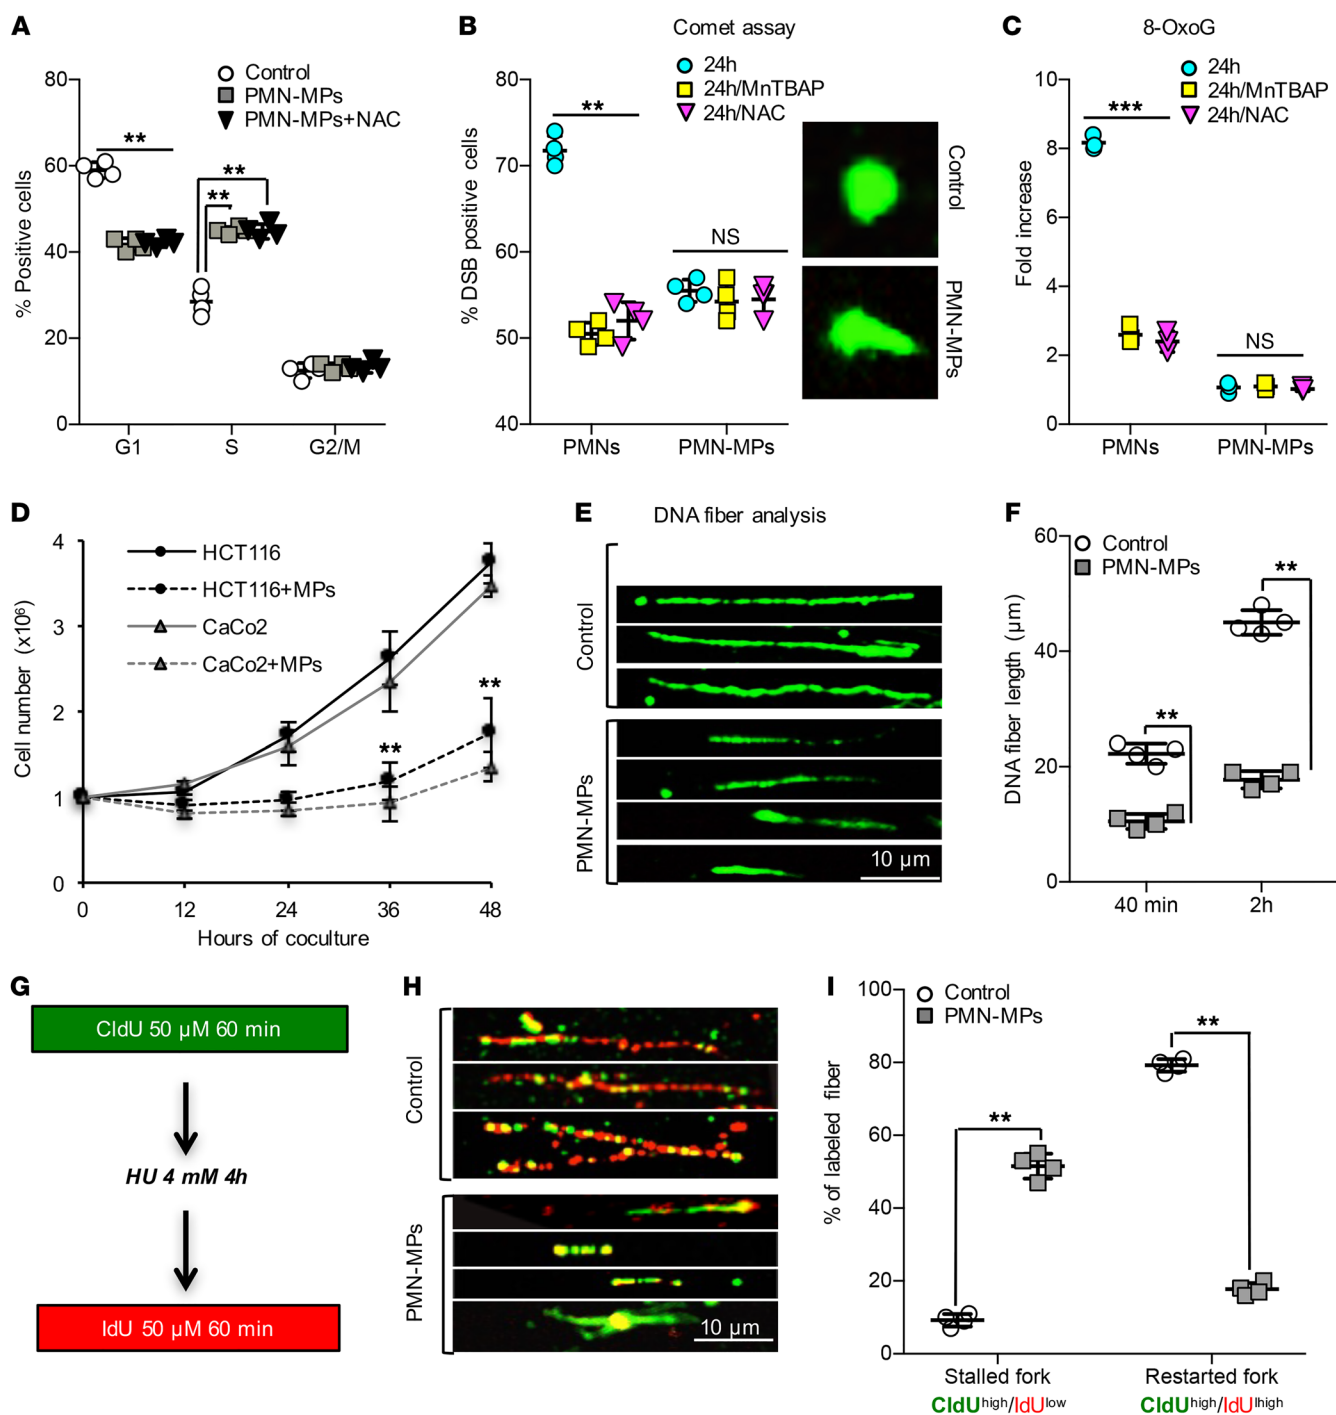 A
Control
PMN-MPs
PMN-MPs+NAC
80
60
40
20
0
% Positive cells
**
**
**
G1
S
G2/M
B
Comet assay
24h
24h/MnTBAP
24h/NAC
80
70
60
50
40
% DSB positive cells
**
NS
PMNs
PMN-MPs
Control
PMN-MPs
C
8-OxoG
24h
24h/MnTBAP
24h/NAC
10
8
6
4
2
0
Fold increase
***
NS
PMNs
PMN-MPs
D
HCT116
HCT116+MPs
CaCo2
CaCo2+MPs
4
3
2
1
0
Cell number (x10⁶)
**
**
0
12
24
36
48
Hours of coculture
E
DNA fiber analysis
Control
PMN-MPs
10 µm
F
Control
PMN-MPs
60
40
20
0
DNA fiber length (µm)
**
**
40 min
2h
G
CldU 50 µM 60 min
HU 4 mM 4h
IdU 50 µM 60 min
H
Control
PMN-MPs
10 µm
I
Control
PMN-MPs
100
80
60
40
20
0
% of labeled fiber
**
**
Stalled fork
CldUhigh/IdUlow
Restarted fork
CldUhigh/IdUlhigh